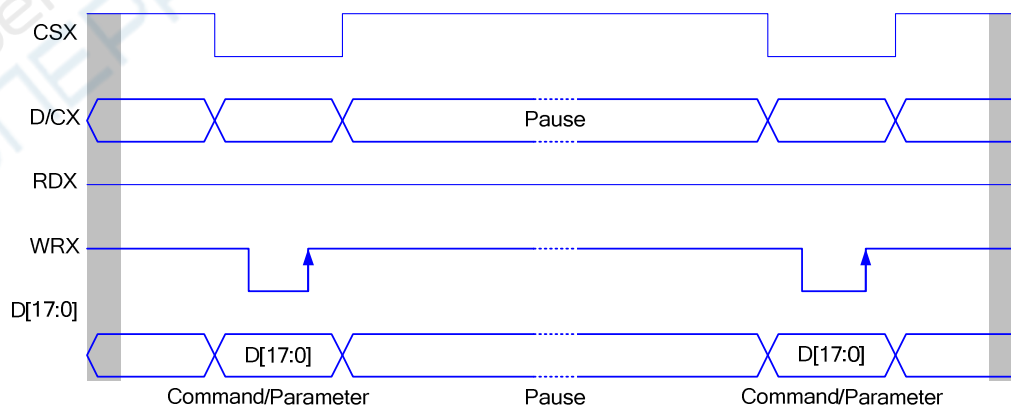 CSX
D/CX
Pause
RDX
WRX
D[17:0]
D[17:0] D[17:0]
Command/Parameter Pause Command/Parameter